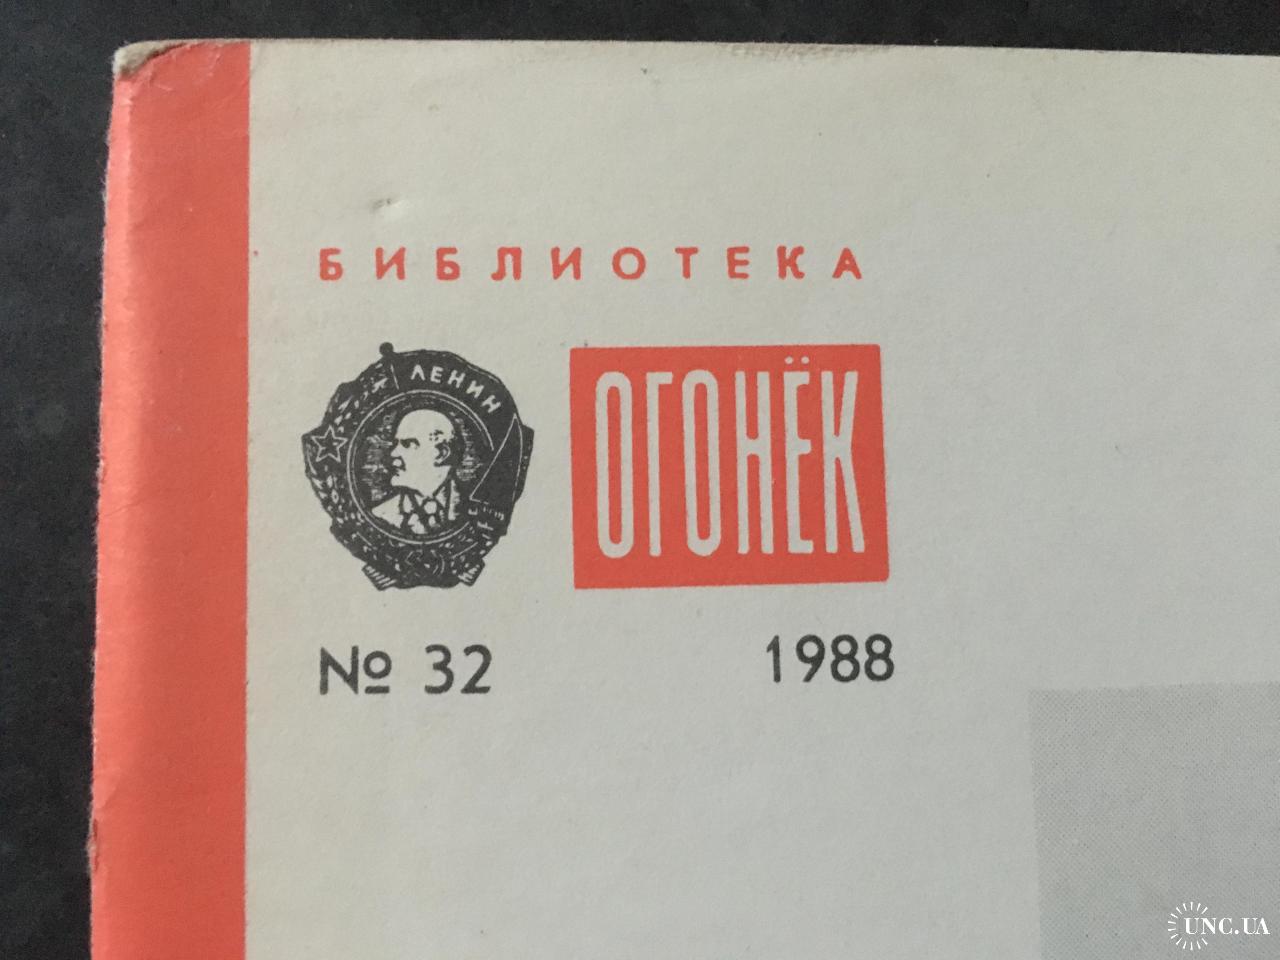 БИБЛИОТЕКА
ЛЕНИН
ОГОНЁК
№ 32 1988
UNC.UA